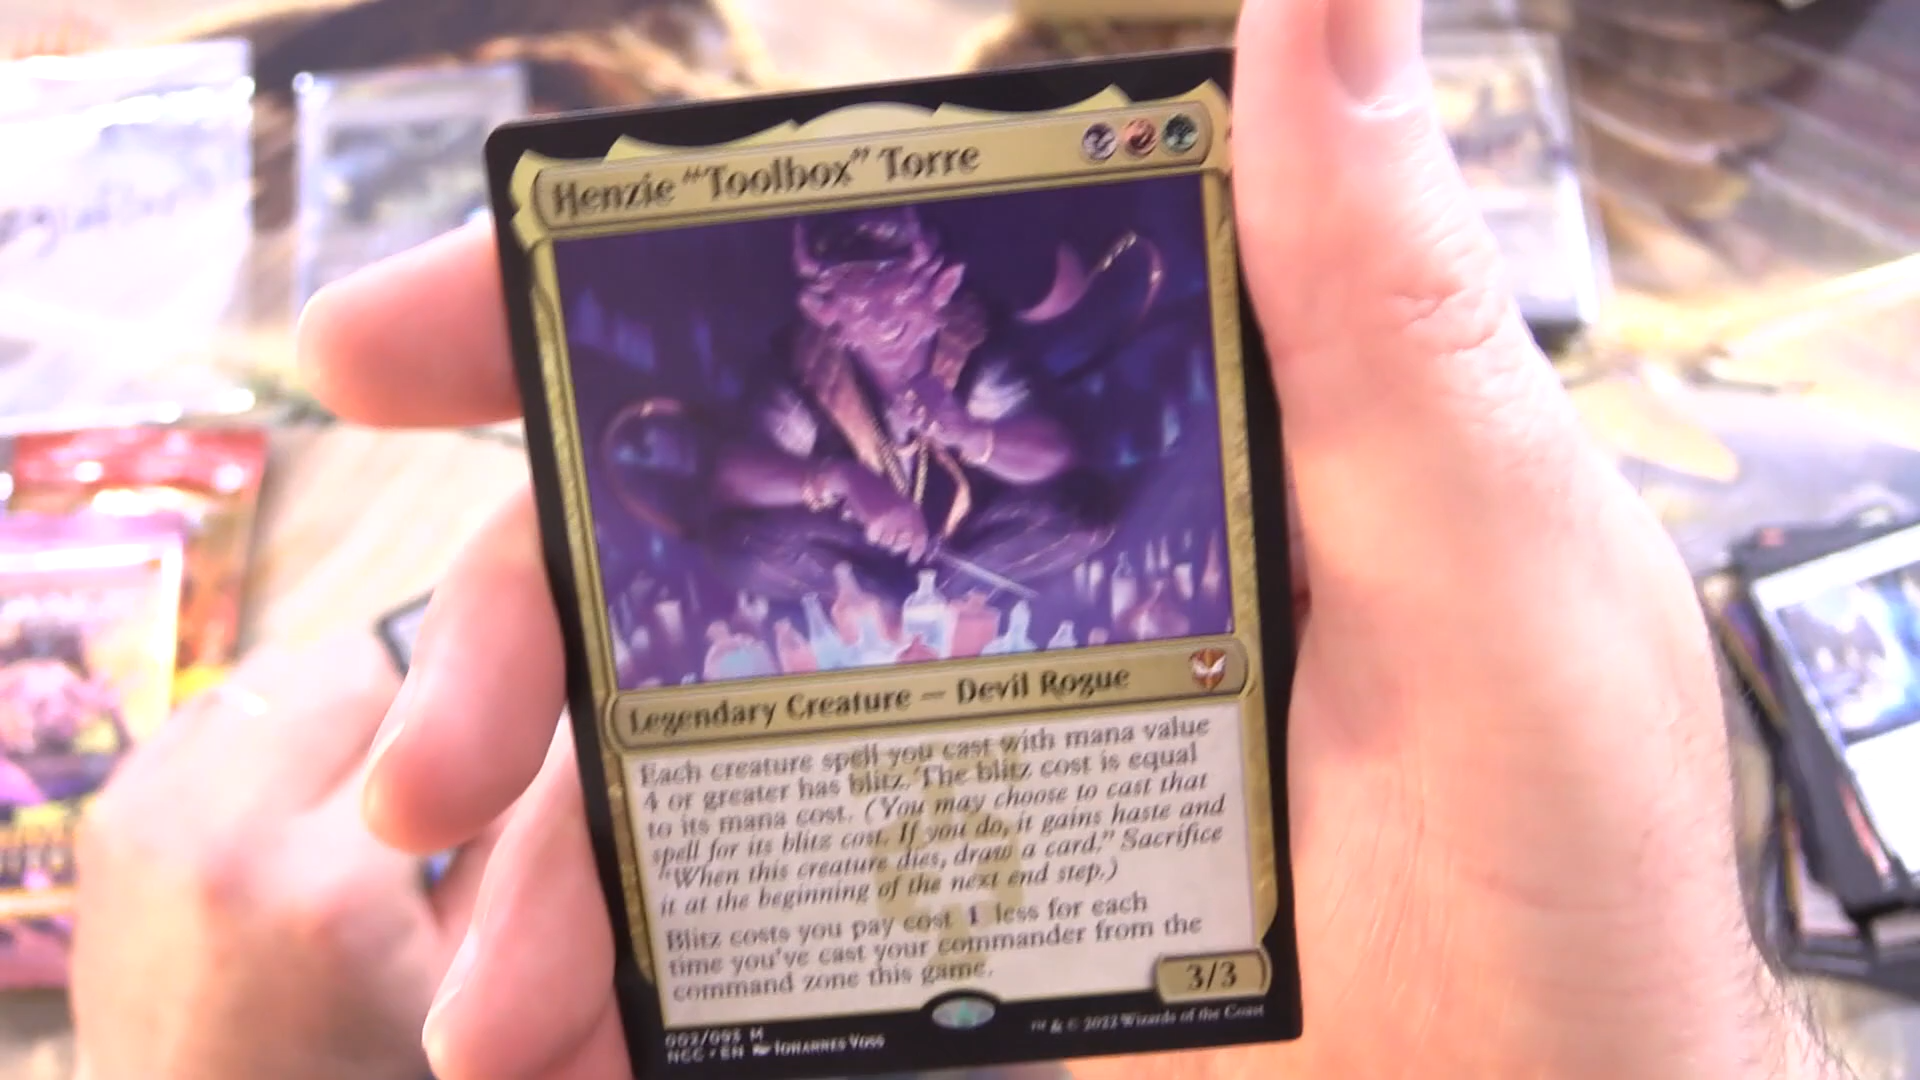 Henzie “Toolbox” Torre
Legendary Creature — Devil Rogue
Each creature spell you cast with mana value
4 or greater has blitz. The blitz cost is equal
to its mana cost. (You may choose to cast that
spell for its blitz cost. If you do, it gains haste and
“When this creature dies, draw a card.” Sacrifice
it at the beginning of the next end step.)
Blitz costs you pay cost 1 less for each
time you've cast your commander from the
command zone this game.
3/3
002/093 M
NCC • EN Johannes Voss
™ & © 2022 Wizards of the Coast